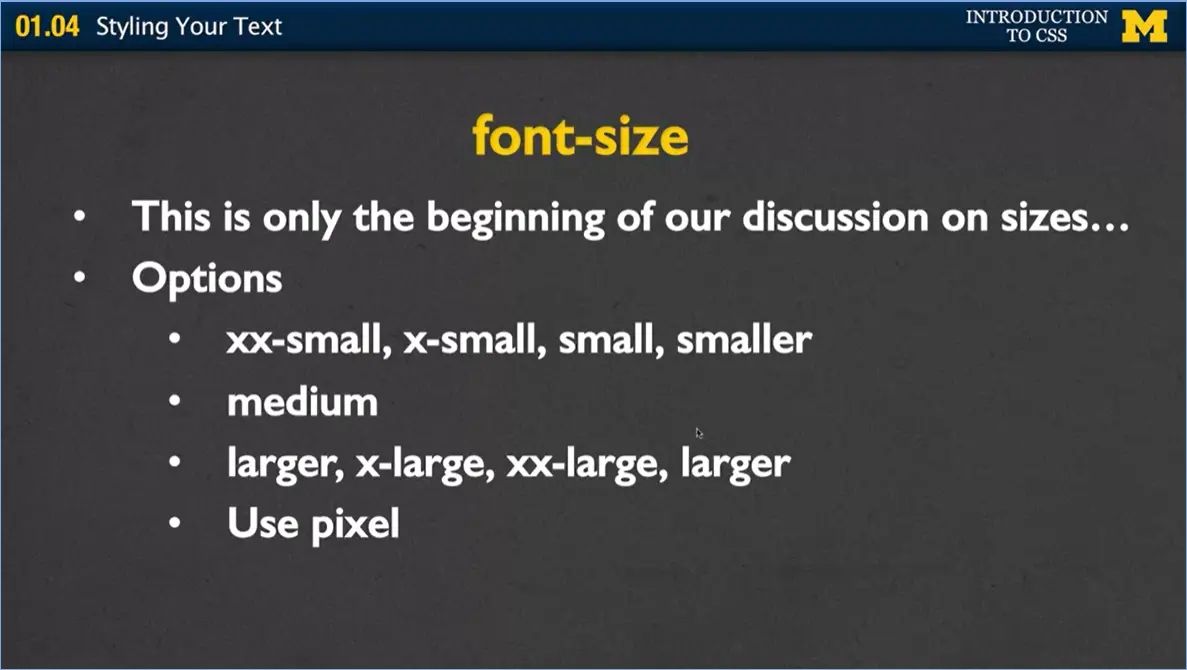 01.04 Styling Your Text
INTRODUCTION
TO CSS
M
font-size
• This is only the beginning of our discussion on sizes…
• Options
• xx-small, x-small, small, smaller
• medium
• larger, x-large, xx-large, larger
• Use pixel